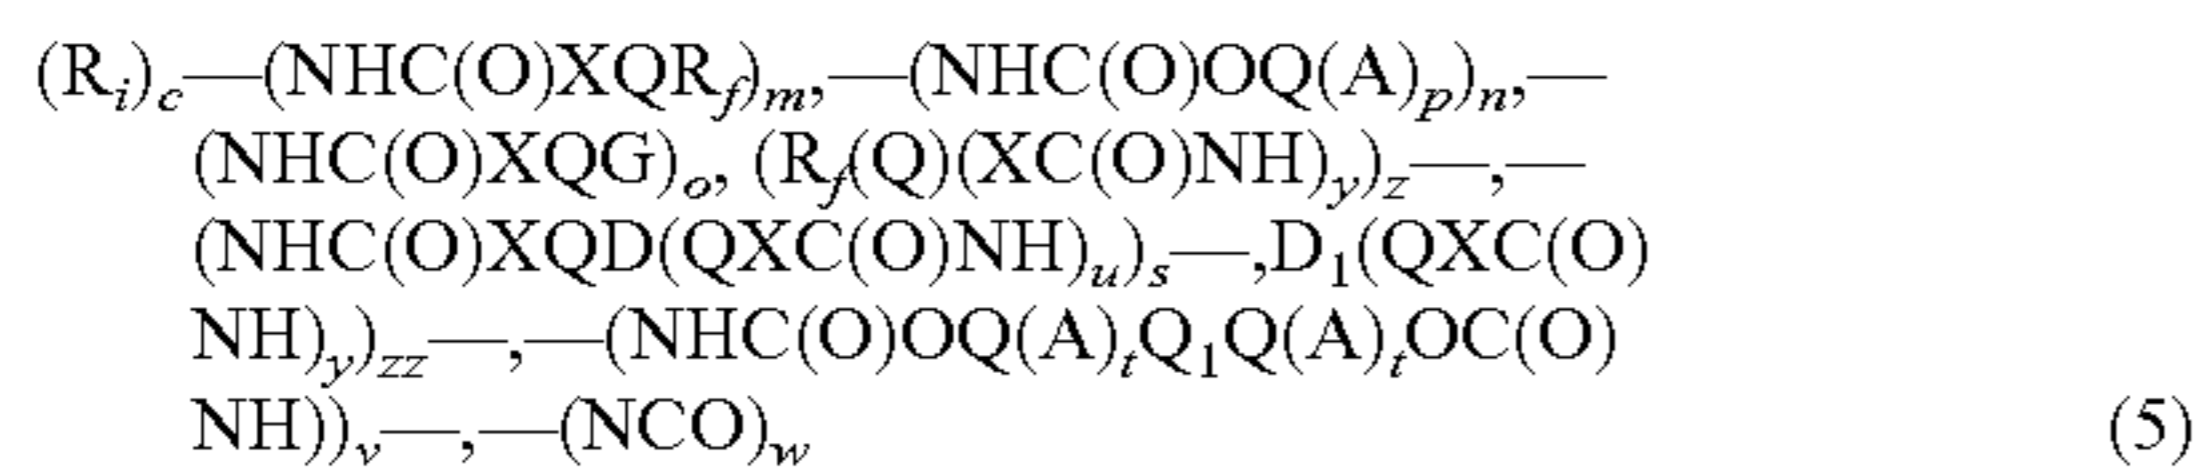 (R_i)_c—(NHC(O)XQR_f)_m,—(NHC(O)OQ(A)_p)_n,—
(NHC(O)XQG)_o, (R_f(Q)(XC(O)NH)_y)_z—,—
(NHC(O)XQD(QXC(O)NH)_u)_s—,D_1(QXC(O)
NH)_y)_zz—,—(NHC(O)OQ(A)_tQ_1Q(A)_tOC(O)
NH))_v—,—(NCO)_w (5)